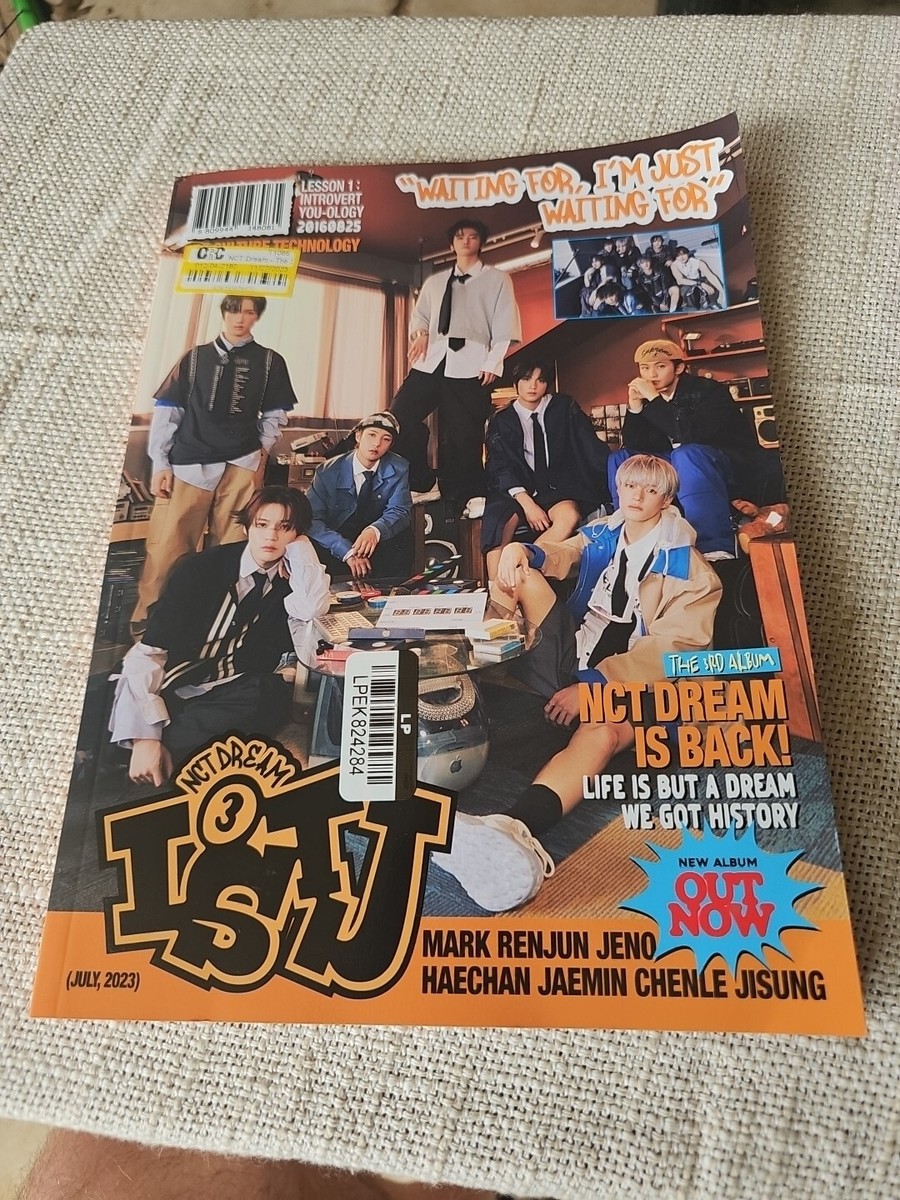 LESSON 1 :
INTROVERT
YOU-OLOGY
20160825
CULTURE TECHNOLOGY
"WAITING FOR, I'M JUST
WAITING FOR"
NCT Dream - The
LP
LPEK824284
THE 3RD ALBUM
NCT DREAM
IS BACK!
LIFE IS BUT A DREAM
WE GOT HISTORY
NEW ALBUM
OUT
NOW
NCT DREAM
3
ISTJ
(JULY, 2023)
MARK RENJUN JENO
HAECHAN JAEMIN CHENLE JISUNG